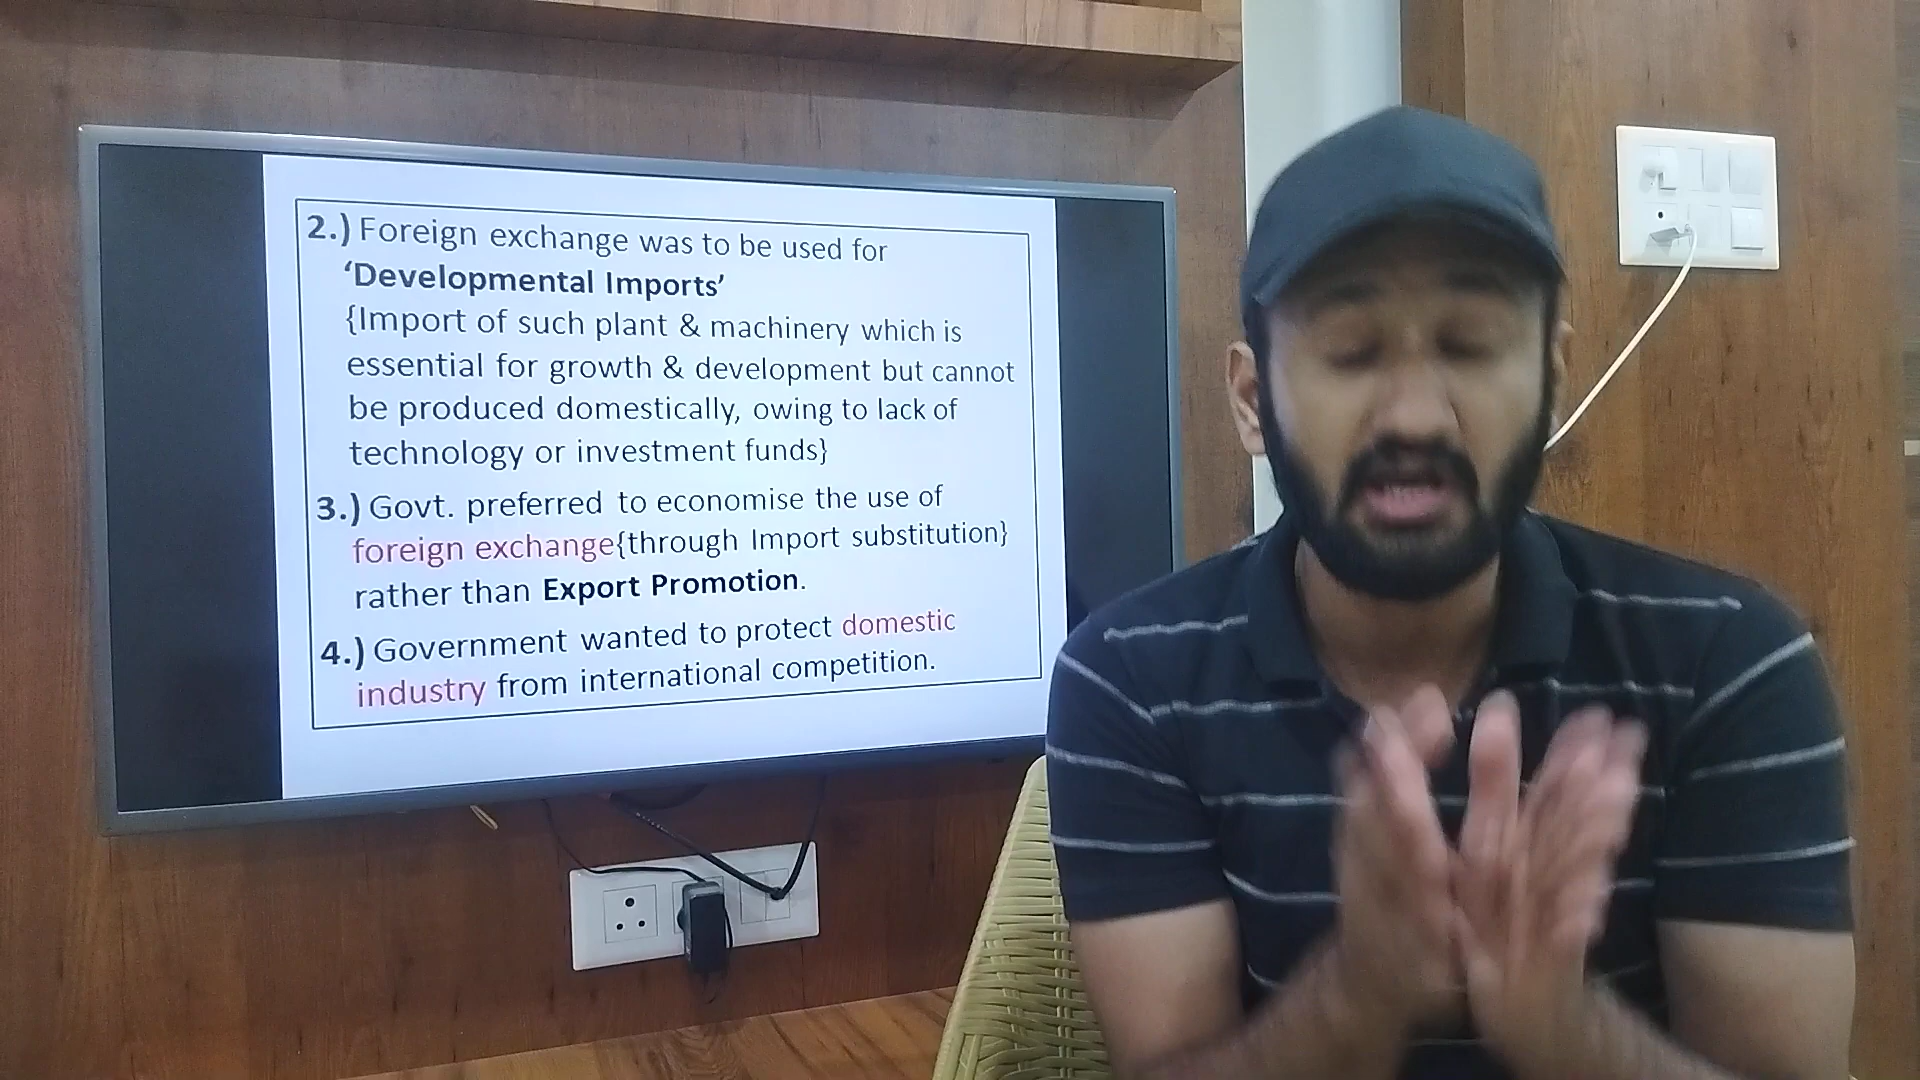 2.) Foreign exchange was to be used for
‘Developmental Imports’
{Import of such plant & machinery which is
essential for growth & development but cannot
be produced domestically, owing to lack of
technology or investment funds}
3.) Govt. preferred to economise the use of
foreign exchange{through Import substitution}
rather than Export Promotion.
4.) Government wanted to protect domestic
industry from international competition.